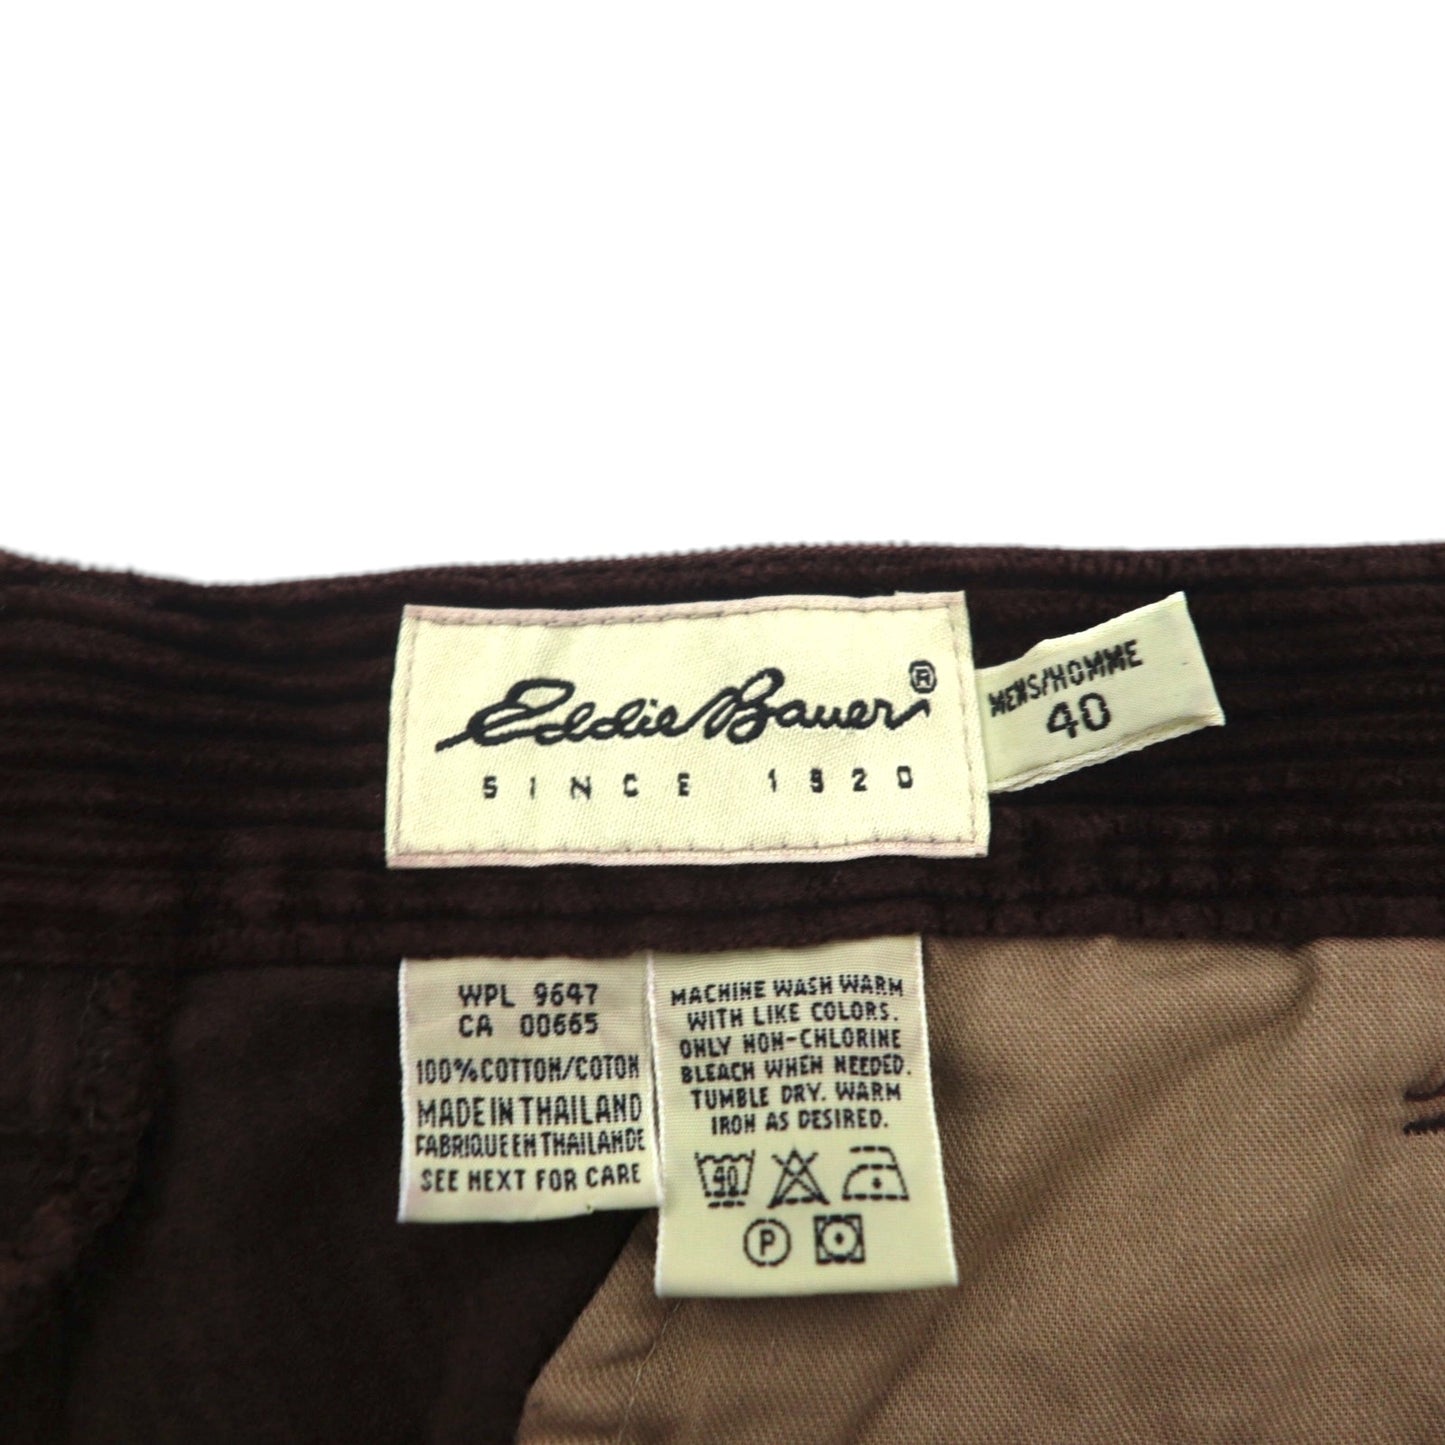 Eddie Bauer®
SINCE 1920
MENS/HOMME
40
WPL 9647
CA 00665
100% COTTON/COTON
MADE IN THAILAND
FABRIQUE EN THAILANDE
SEE NEXT FOR CARE
MACHINE WASH WARM
WITH LIKE COLORS.
ONLY NON-CHLORINE
BLEACH WHEN NEEDED.
TUMBLE DRY. WARM
IRON AS DESIRED.
40
P